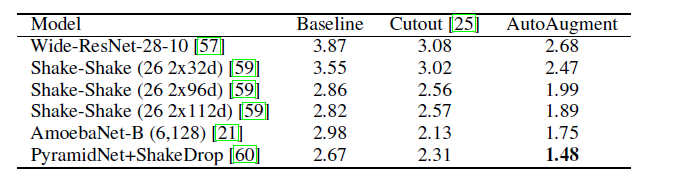 Model Baseline Cutout [25] AutoAugment
Wide-ResNet-28-10 [57] 3.87 3.08 2.68
Shake-Shake (26 2x32d) [59] 3.55 3.02 2.47
Shake-Shake (26 2x96d) [59] 2.86 2.56 1.99
Shake-Shake (26 2x112d) [59] 2.82 2.57 1.89
AmoebaNet-B (6,128) [21] 2.98 2.13 1.75
PyramidNet+ShakeDrop [60] 2.67 2.31 1.48